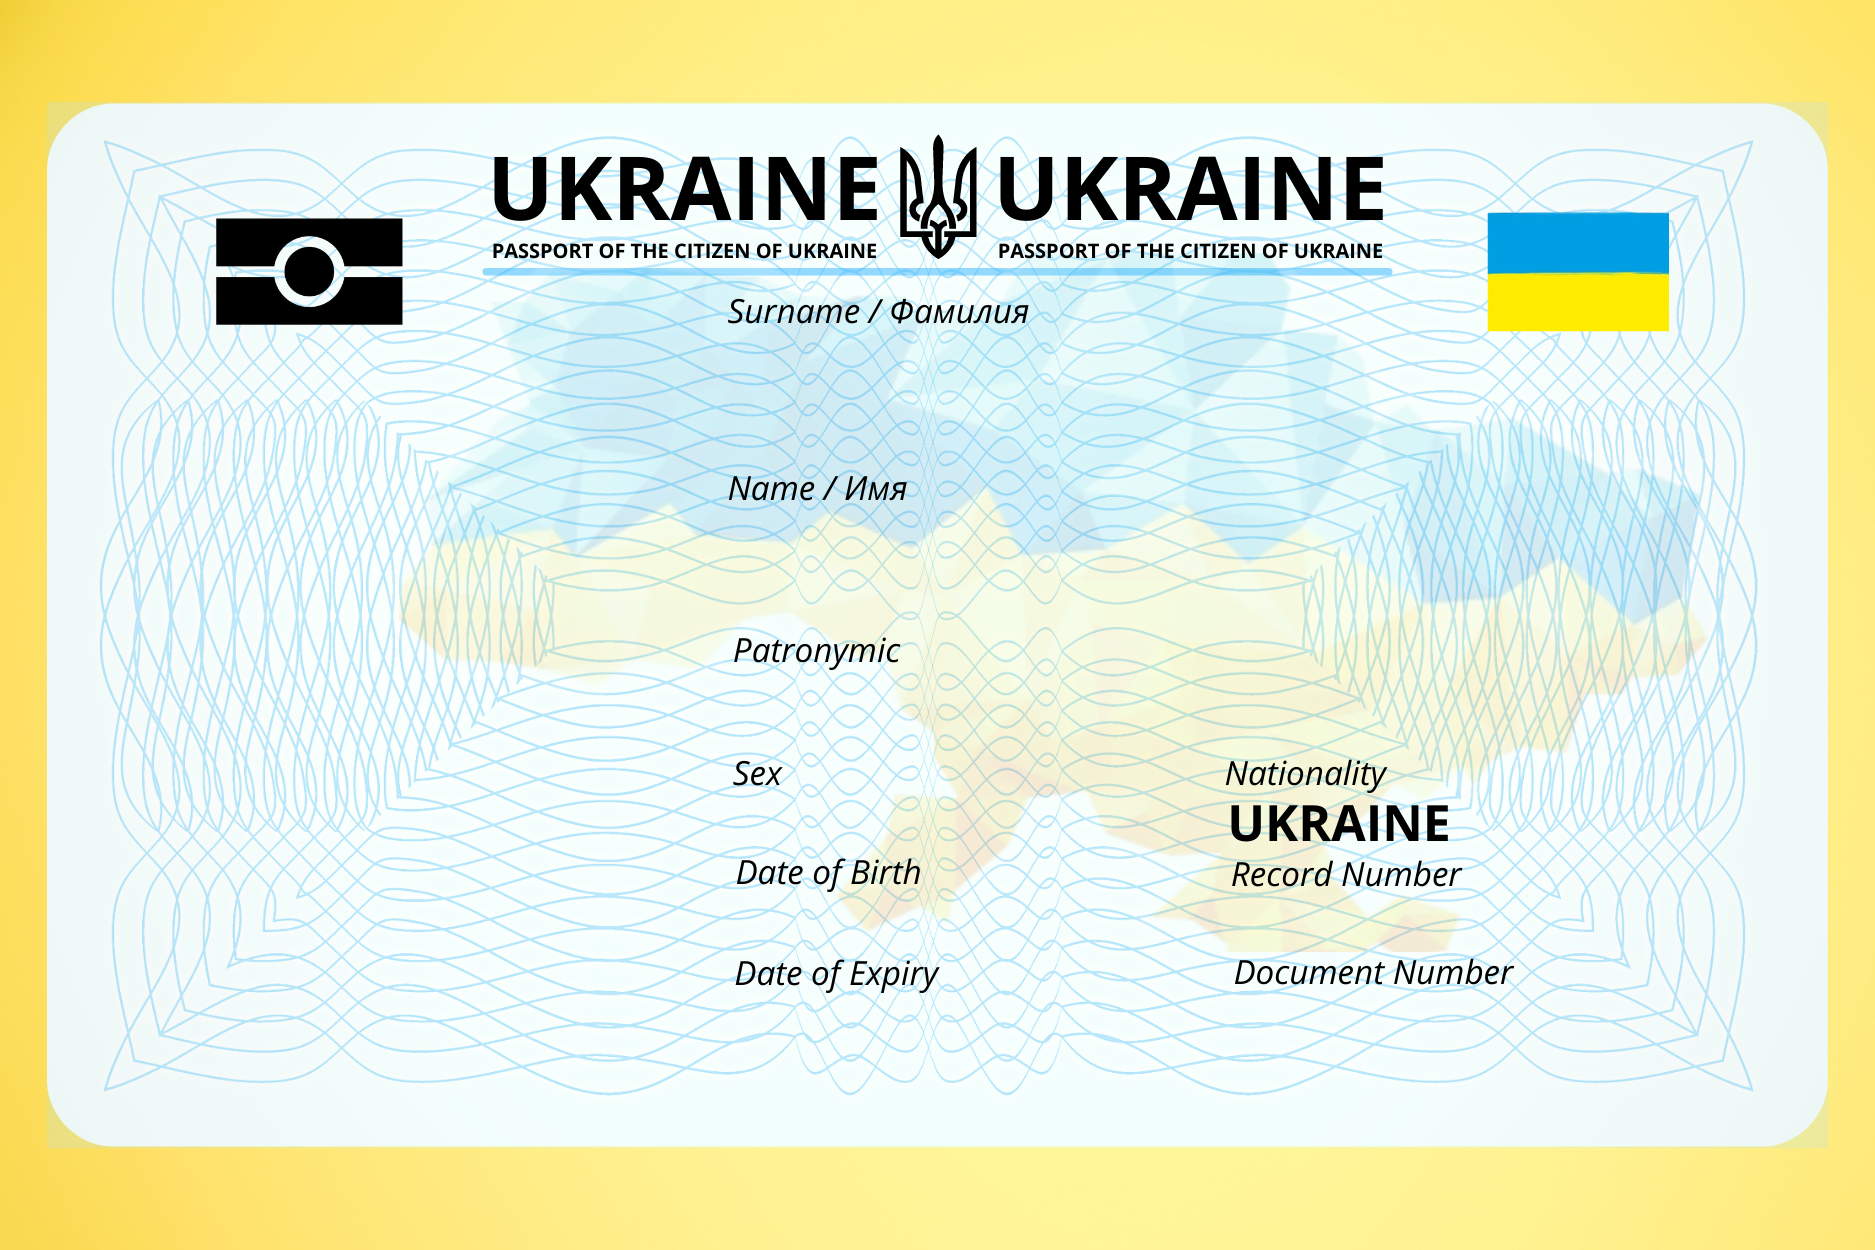 UKRAINE UKRAINE
PASSPORT OF THE CITIZEN OF UKRAINE PASSPORT OF THE CITIZEN OF UKRAINE
Surname / Фамилия
Name / Имя
Patronymic
Sex Nationality
UKRAINE
Date of Birth Record Number
Date of Expiry Document Number